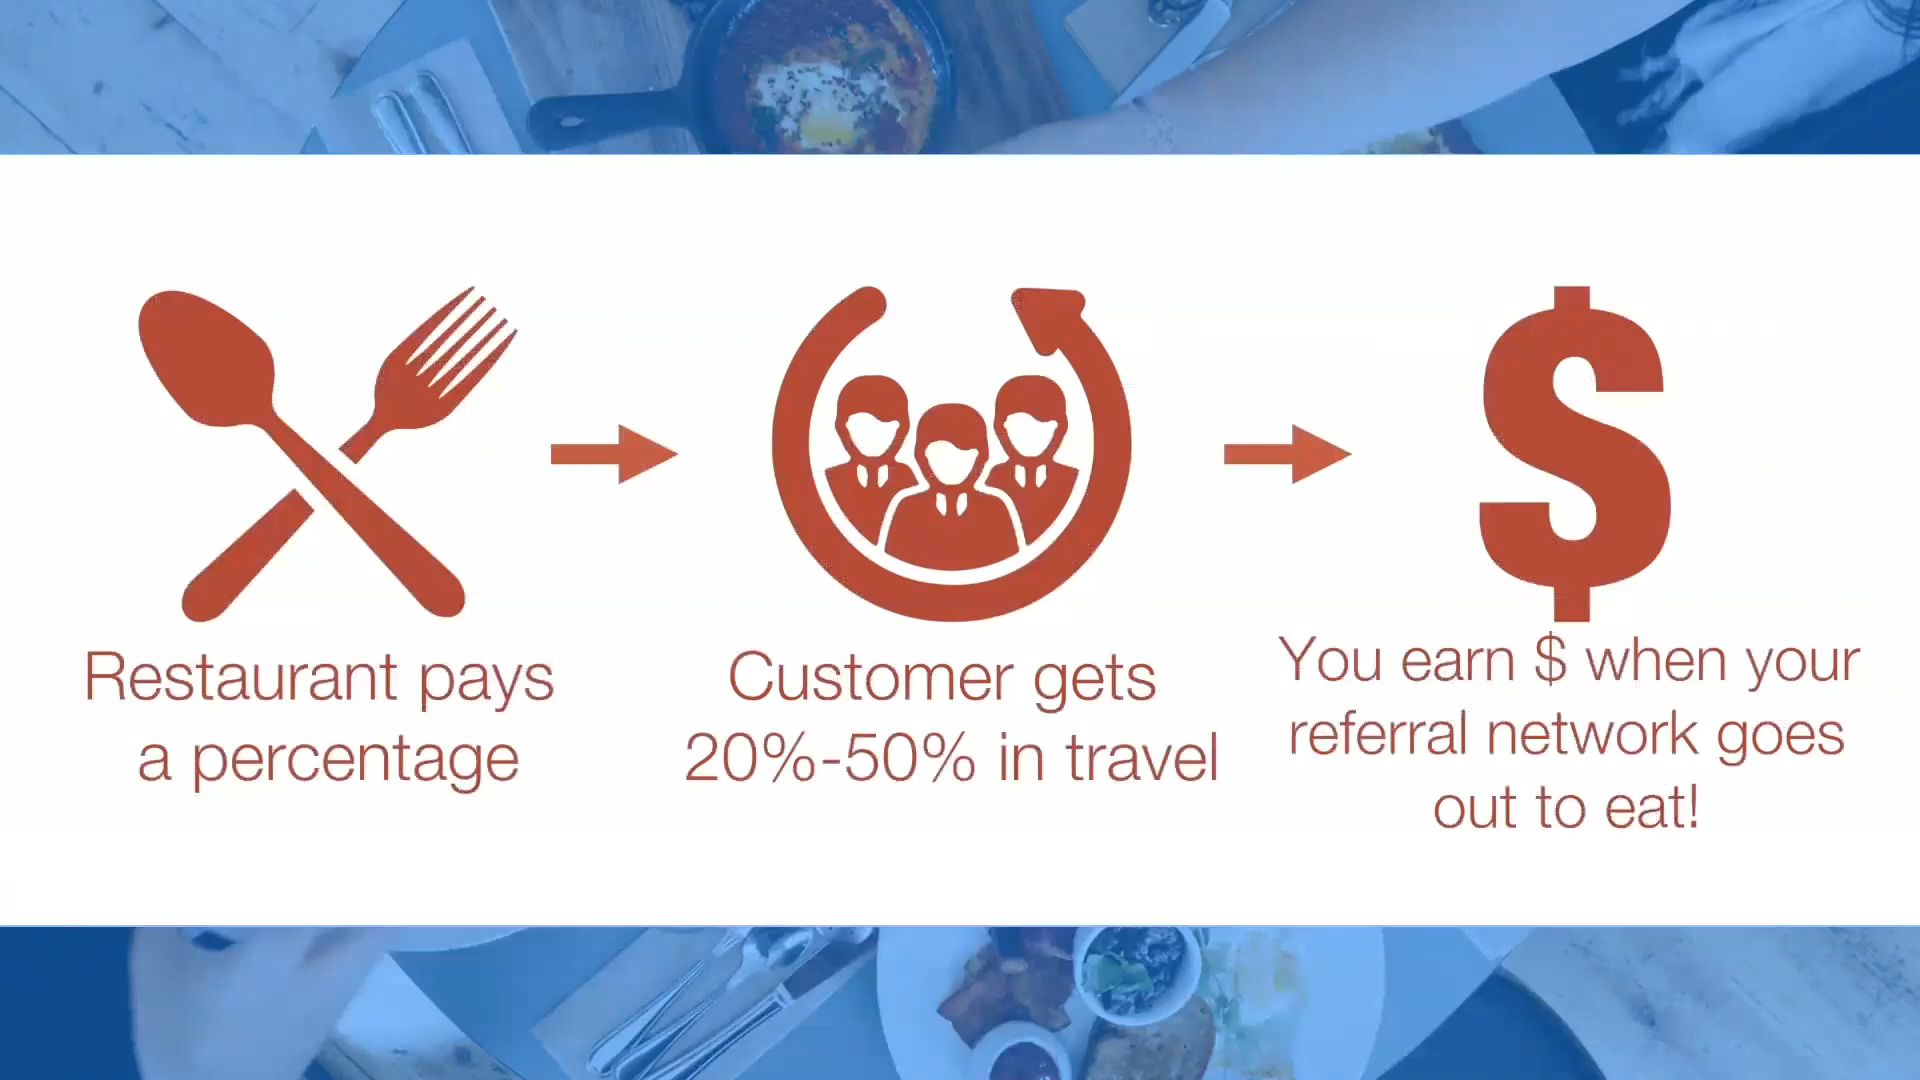 Restaurant pays
a percentage
Customer gets
20%-50% in travel
You earn $ when your
referral network goes
out to eat!